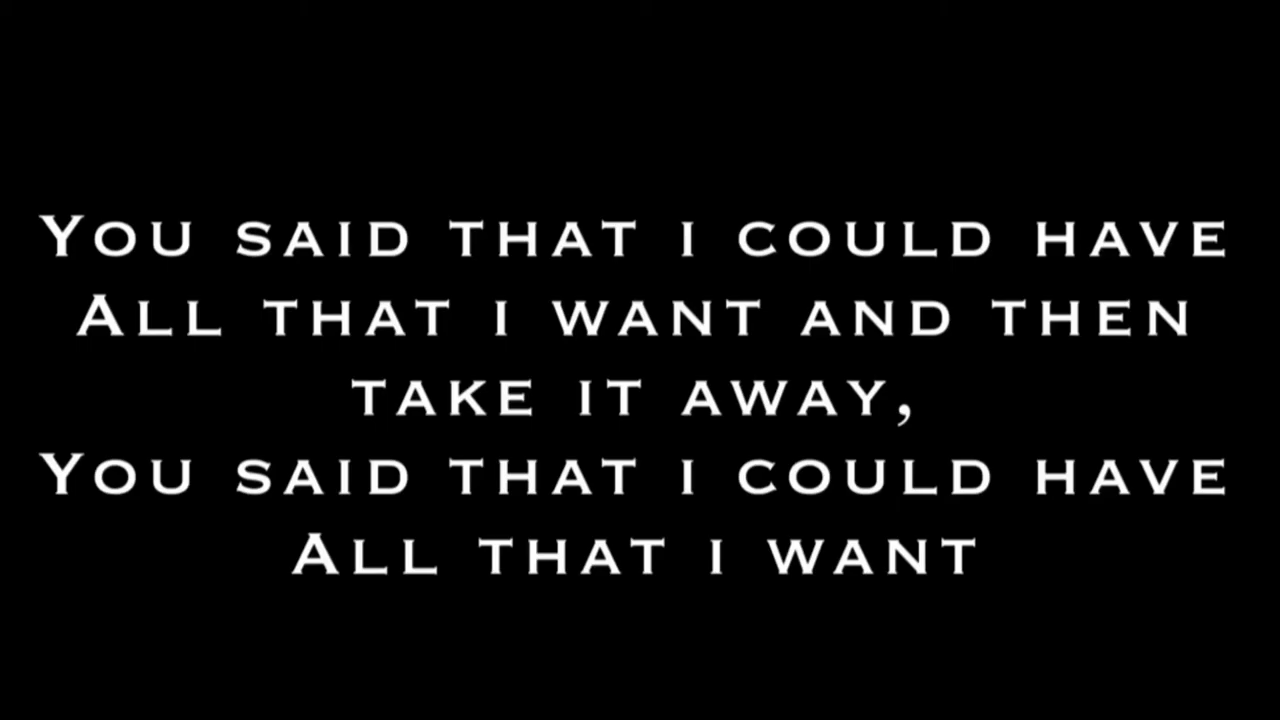 You said that I could have
All that I want and then
take it away,
You said that I could have
All that I want